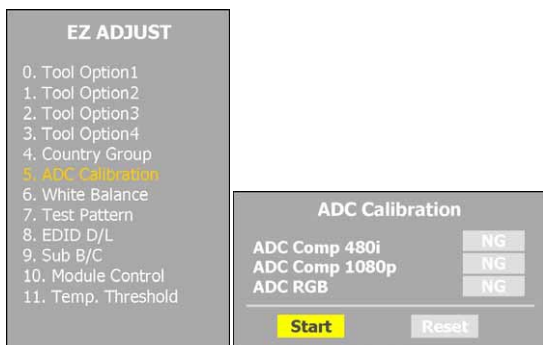 EZ ADJUST
0. Tool Option1
1. Tool Option2
2. Tool Option3
3. Tool Option4
4. Country Group
5. ADC Calibration
6. White Balance
7. Test Pattern
8. EDID D/L
9. Sub B/C
10. Module Control
11. Temp. Threshold
ADC Calibration
ADC Comp 480i NG
ADC Comp 1080p NG
ADC RGB NG
Start Reset